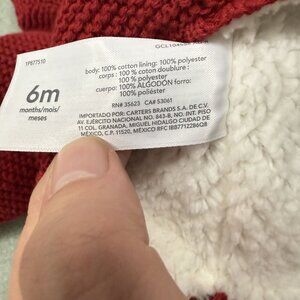 1P877510
6m
months/mois/
meses
body: 100% cotton lining: 100% polyester
corps : 100 % coton doublure :
100 % polyester
cuerpo: 100% ALGODÓN forro:
100% poliéster
RN# 35623 CA# 53061
IMPORTADO POR: CARTERS BRANDS S.A. DE C.V.
AV. EJÉRCITO NACIONAL NO. 843-B, NO. INT. PISO
11 COL. GRANADA, MIGUEL HIDALGO CIUDAD DE
MÉXICO, C.P. 11520, MÉXICO RFC